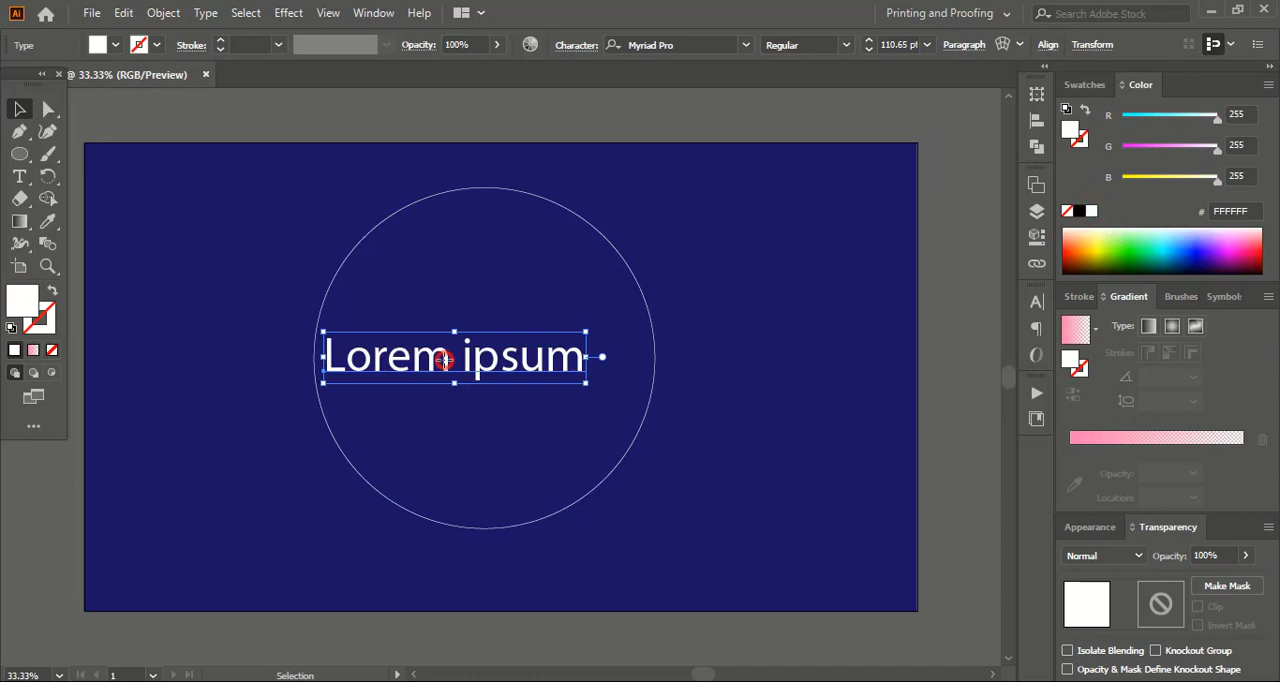 Ai File Edit Object Type Select Effect View Window Help Printing and Proofing Search Adobe Stock
Type Stroke: Opacity: 100% Character: Myriad Pro Regular 110.65 pt Paragraph Align Transform
@ 33.33% (RGB/Preview)
Swatches Color
R 255
G 255
B 255
# FFFFFF
Stroke Gradient Brushes Symbols
Type:
Strokes:
Opacity:
Location:
Lorem ipsum
Appearance Transparency
Normal Opacity: 100%
Make Mask
Clip
Invert Mask
Isolate Blending Knockout Group
Opacity & Mask Define Knockout Shape
33.33% 1 Selection